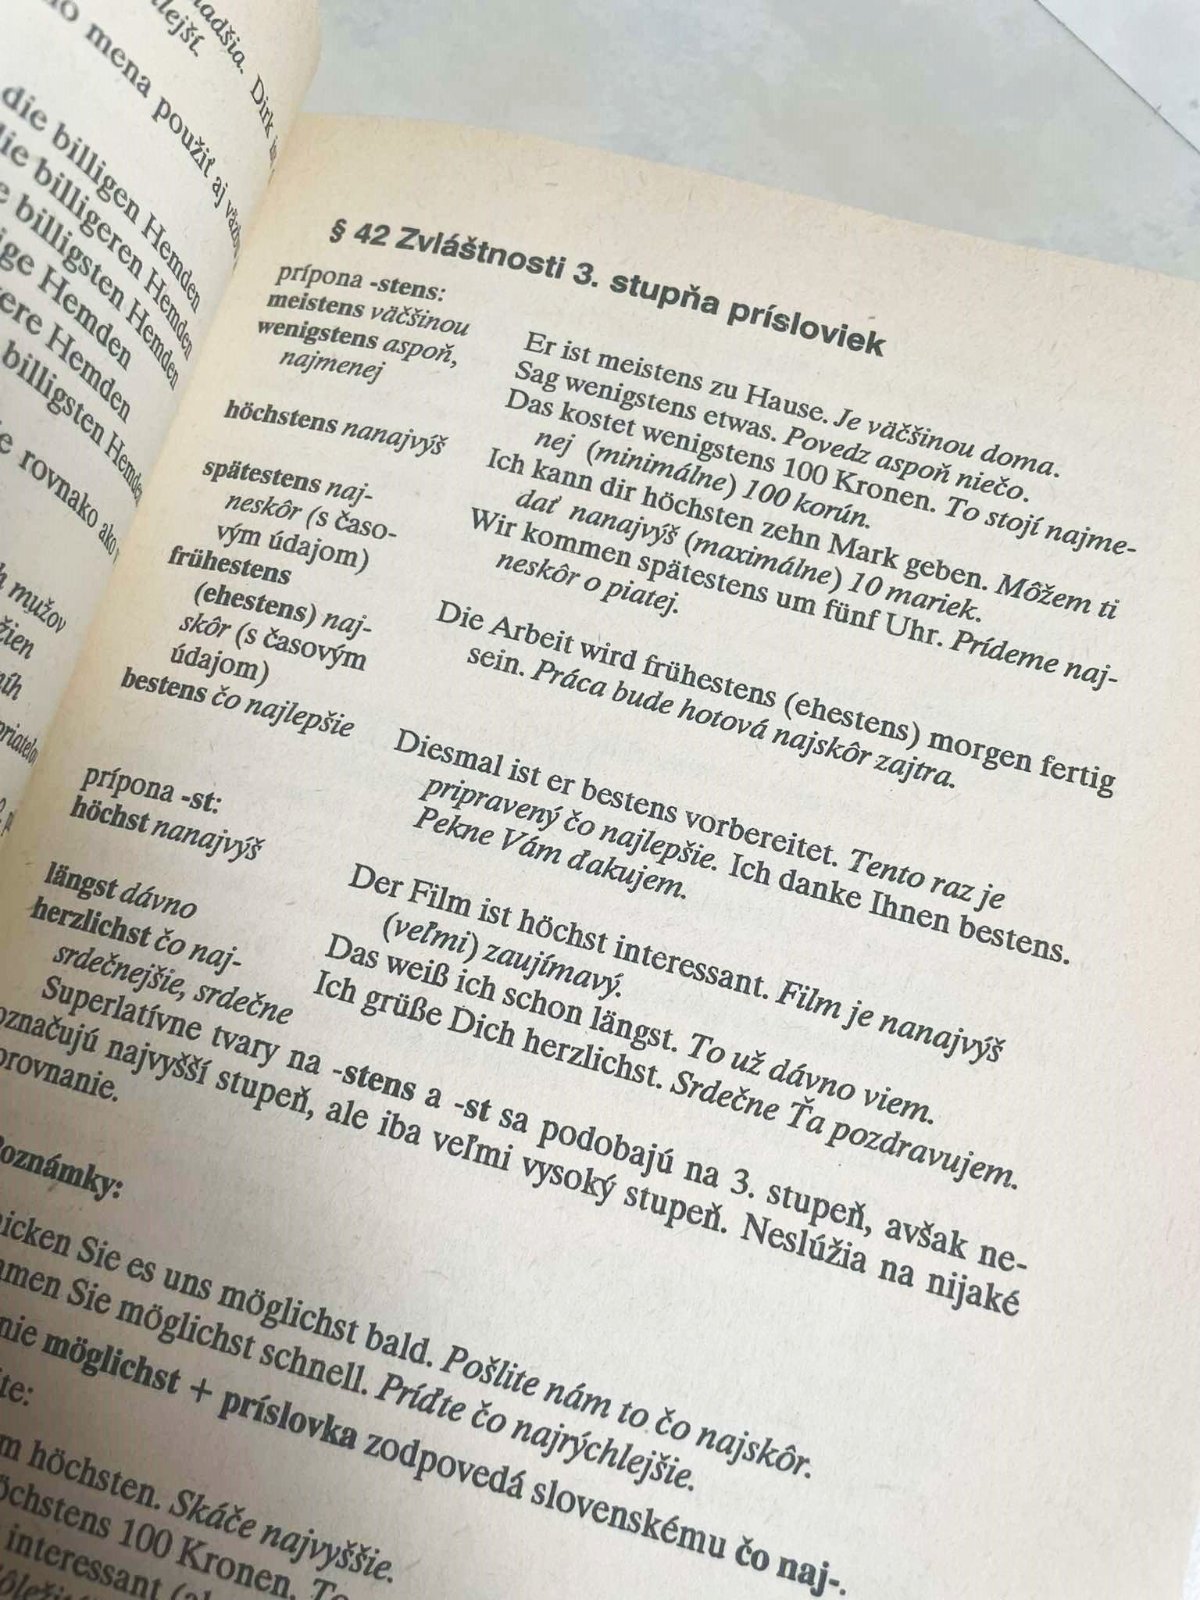 mena použiť aj
die billigen Hemden
die billigeren Hemden
billigsten Hemden
Hemden
Hemden
billigsten Hemden
rovnako ako
mužov
žien
§ 42 Zvláštnosti 3. stupňa prísloviek
prípona -stens:
meistens väčšinou
wenigstens aspoň,
najmenej
höchstens nanajvýš
spätestens naj-
neskôr (s časo-
vým údajom)
frühestens
(ehestens) naj-
skôr (s časovým
údajom)
bestens čo najlepšie
prípona -st:
höchst nanajvýš
längst dávno
herzlichst čo naj-
srdečnejšie, srdečne
Er ist meistens zu Hause. Je väčšinou doma.
Sag wenigstens etwas. Povedz aspoň niečo.
Das kostet wenigstens 100 Kronen. To stojí najme-
nej (minimálne) 100 korún.
Ich kann dir höchsten zehn Mark geben. Môžem ti
dať nanajvýš (maximálne) 10 mariek.
Wir kommen spätestens um fünf Uhr. Prídeme naj-
neskôr o piatej.
Die Arbeit wird frühestens (ehestens) morgen fertig
sein. Práca bude hotová najskôr zajtra.
Diesmal ist er bestens vorbereitet. Tento raz je
pripravený čo najlepšie. Ich danke Ihnen bestens.
Pekne Vám ďakujem.
Der Film ist höchst interessant. Film je nanajvýš
(veľmi) zaujímavý.
Das weiß ich schon längst. To už dávno viem.
Ich grüße Dich herzlichst. Srdečne Ťa pozdravujem.
Superlatívne tvary na -stens a -st sa podobajú na 3. stupeň, avšak ne-
označujú najvyšší stupeň, ale iba veľmi vysoký stupeň. Neslúžia na nijaké
porovnanie.
Poznámky:
Sie es uns möglichst bald. Pošlite nám to čo najskôr.
Sie möglichst schnell. Príďte čo najrýchlejšie.
möglichst + príslovka zodpovedá slovenskému čo naj-.
höchsten. Skáče najvyššie.
100 Kronen. To
interessant